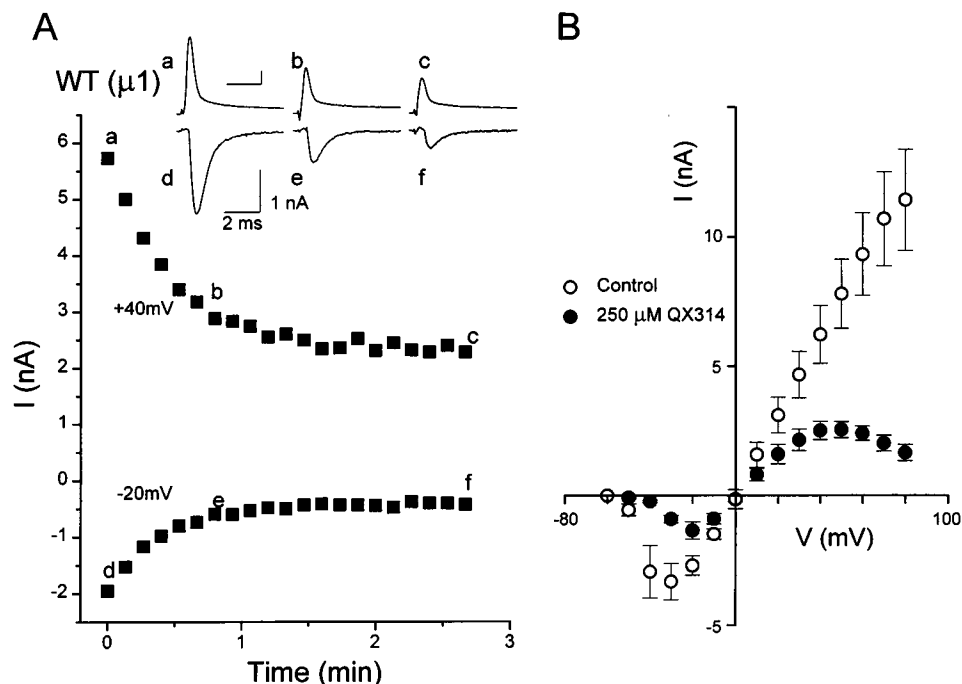 A
WT (μ1)
a
b
c
d
e
f
1 nA
2 ms
I (nA)
6
5
4
3
2
1
0
-1
-2
a
b
c
+40mV
-20mV
d
e
f
0
1
2
3
Time (min)
B
I (nA)
10
5
-5
Control
250 μM QX314
-80
100
V (mV)